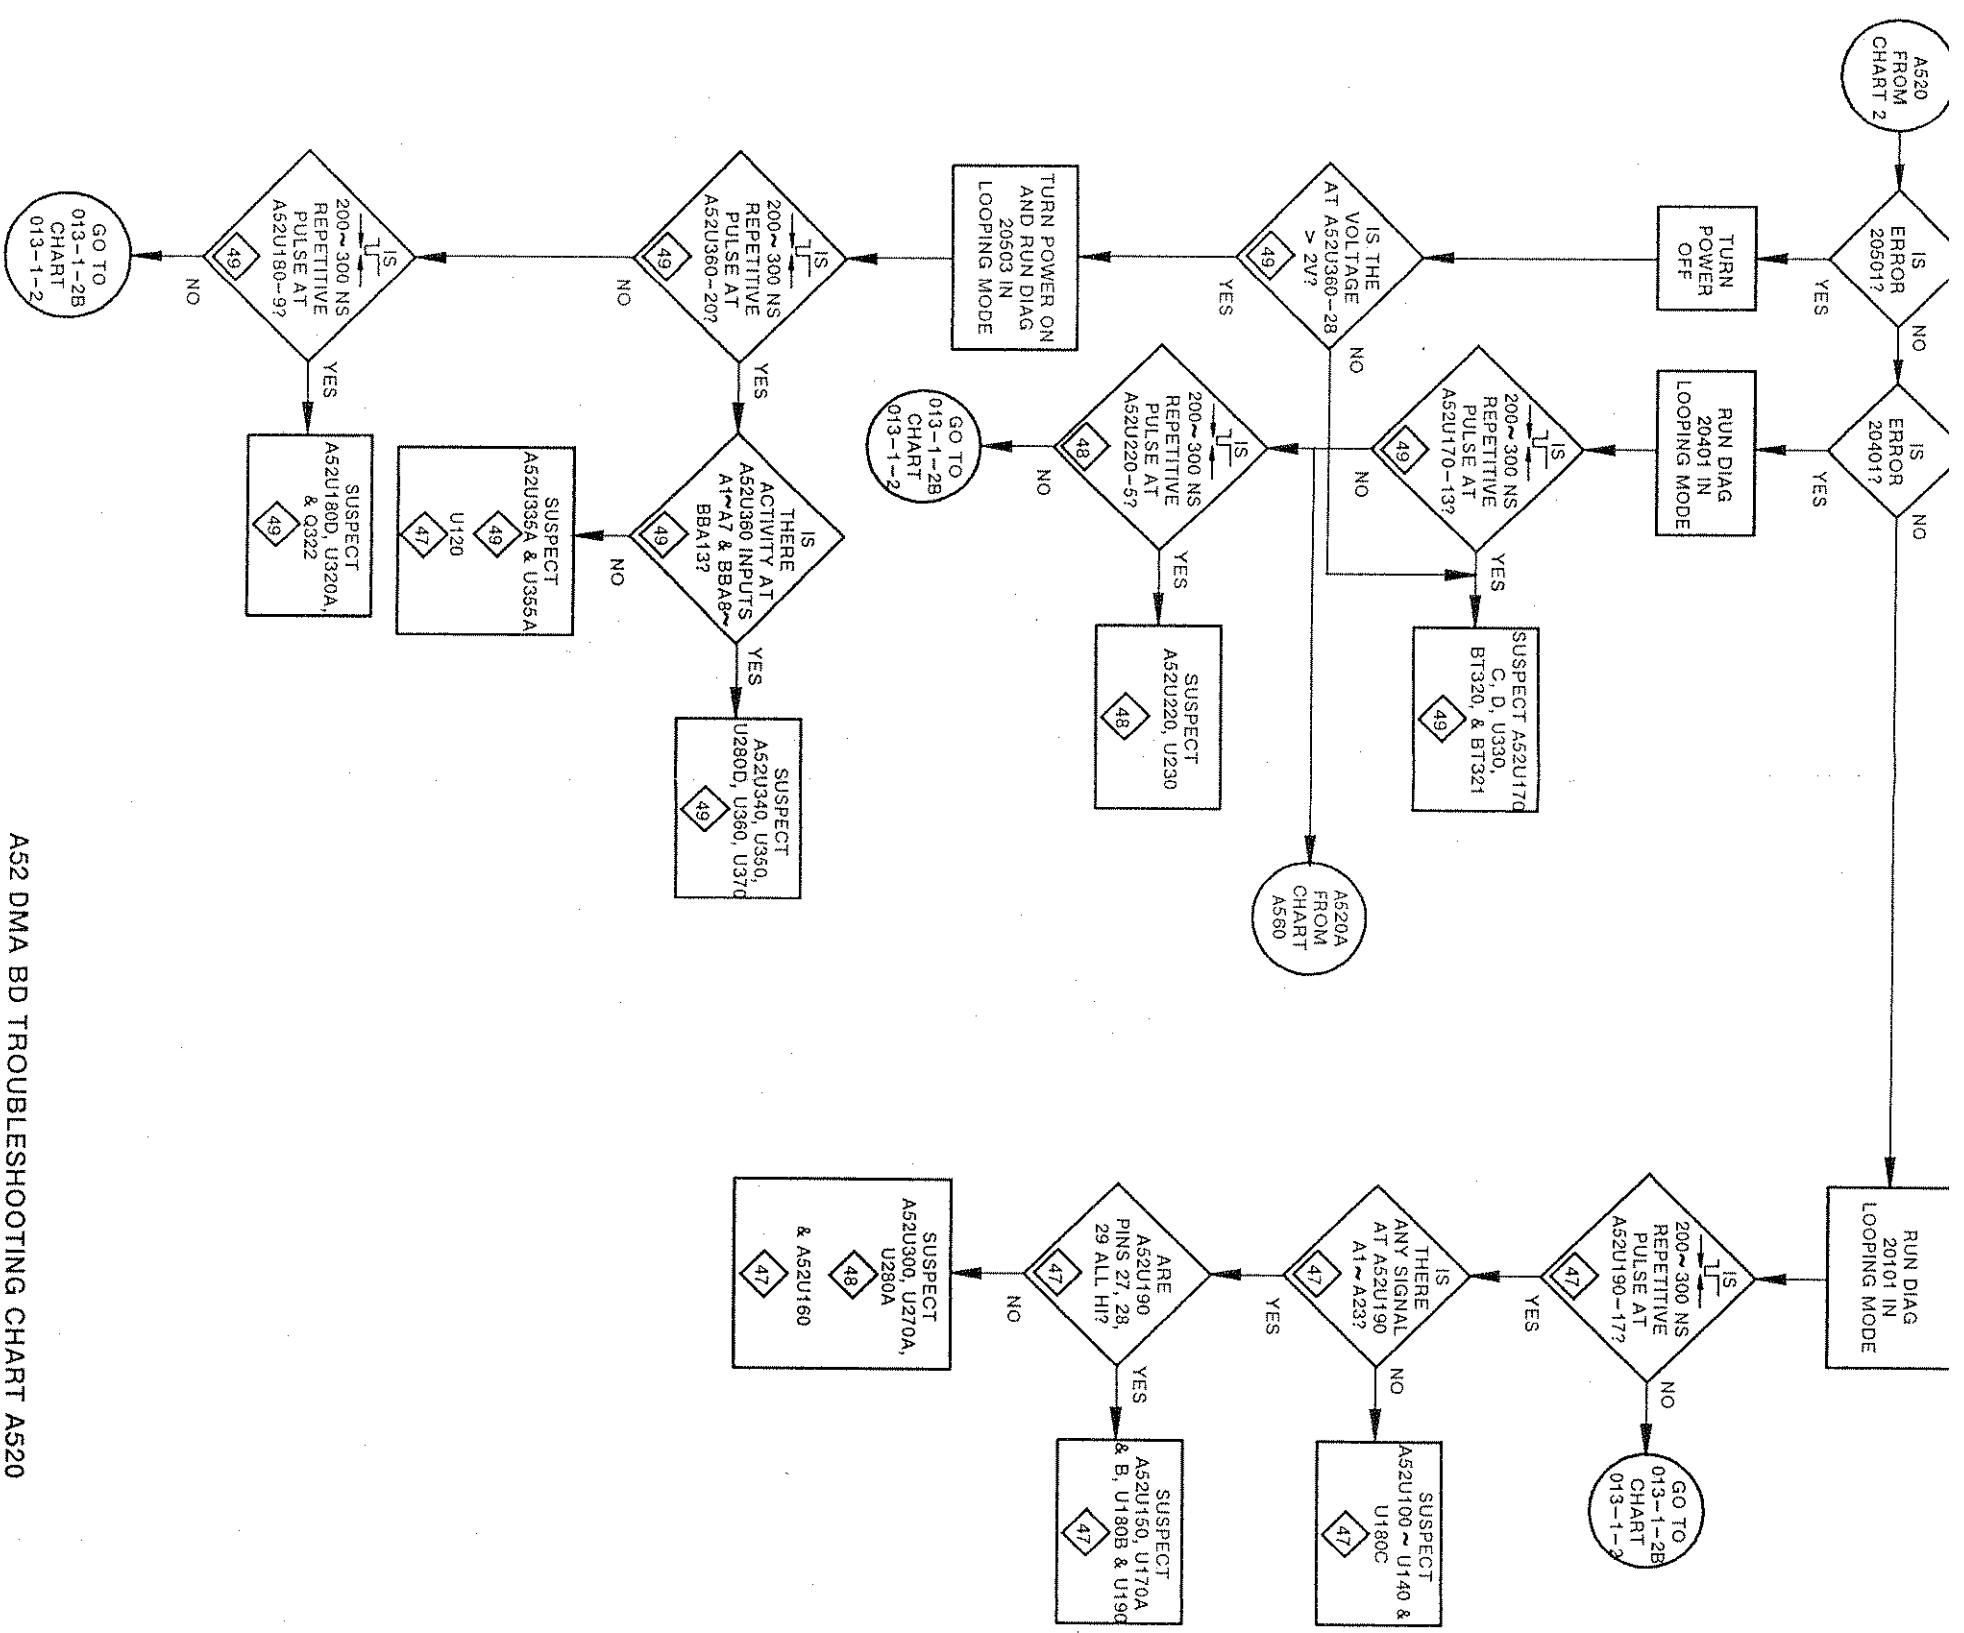 A520
FROM
CHART 2
IS
ERROR
20501?
YES
NO
TURN
POWER
OFF
IS THE
VOLTAGE
AT A52U360-28
> 2V?
49
YES
NO
TURN POWER ON
AND RUN DIAG
20503 IN
LOOPING MODE
IS
200~300 NS
REPETITIVE
PULSE AT
A52U360-20?
49
YES
NO
IS
200~300 NS
REPETITIVE
PULSE AT
A52U180-9?
49
YES
NO
GO TO
013-1-2B
CHART
013-1-2
SUSPECT
A52U180D, U320A,
& Q322
49
IS
THERE
ACTIVITY AT
A52U360 INPUTS
A1~A7 & BBA8~
BBA13?
49
YES
NO
SUSPECT
A52U335A & U355A
49
U120
47
SUSPECT
A52U340, U350,
U280D, U360, U370
49
IS
ERROR
20401?
YES
NO
RUN DIAG
20401 IN
LOOPING MODE
IS
200~300 NS
REPETITIVE
PULSE AT
A52U170-13?
49
YES
NO
SUSPECT A52U170
C, D, U330,
BT320, & BT321
49
IS
200~300 NS
REPETITIVE
PULSE AT
A52U220-5?
48
YES
NO
SUSPECT
A52U220, U230
48
GO TO
013-1-2B
CHART
013-1-2
A520A
FROM
CHART
A560
RUN DIAG
20101 IN
LOOPING MODE
IS
200~300 NS
REPETITIVE
PULSE AT
A52U190-17?
47
YES
NO
GO TO
013-1-2B
CHART
013-1-2
IS
THERE
ANY SIGNAL
AT A52U190
A1~A23?
47
YES
NO
SUSPECT
A52U100~U140 &
U180C
47
ARE
A52U190
PINS 27, 28,
29 ALL HI?
47
YES
NO
SUSPECT
A52U150, U170A
& B, U180B & U190
47
SUSPECT
A52U300, U270A,
U280A
48
& A52U160
47
A52 DMA BD TROUBLESHOOTING CHART A520